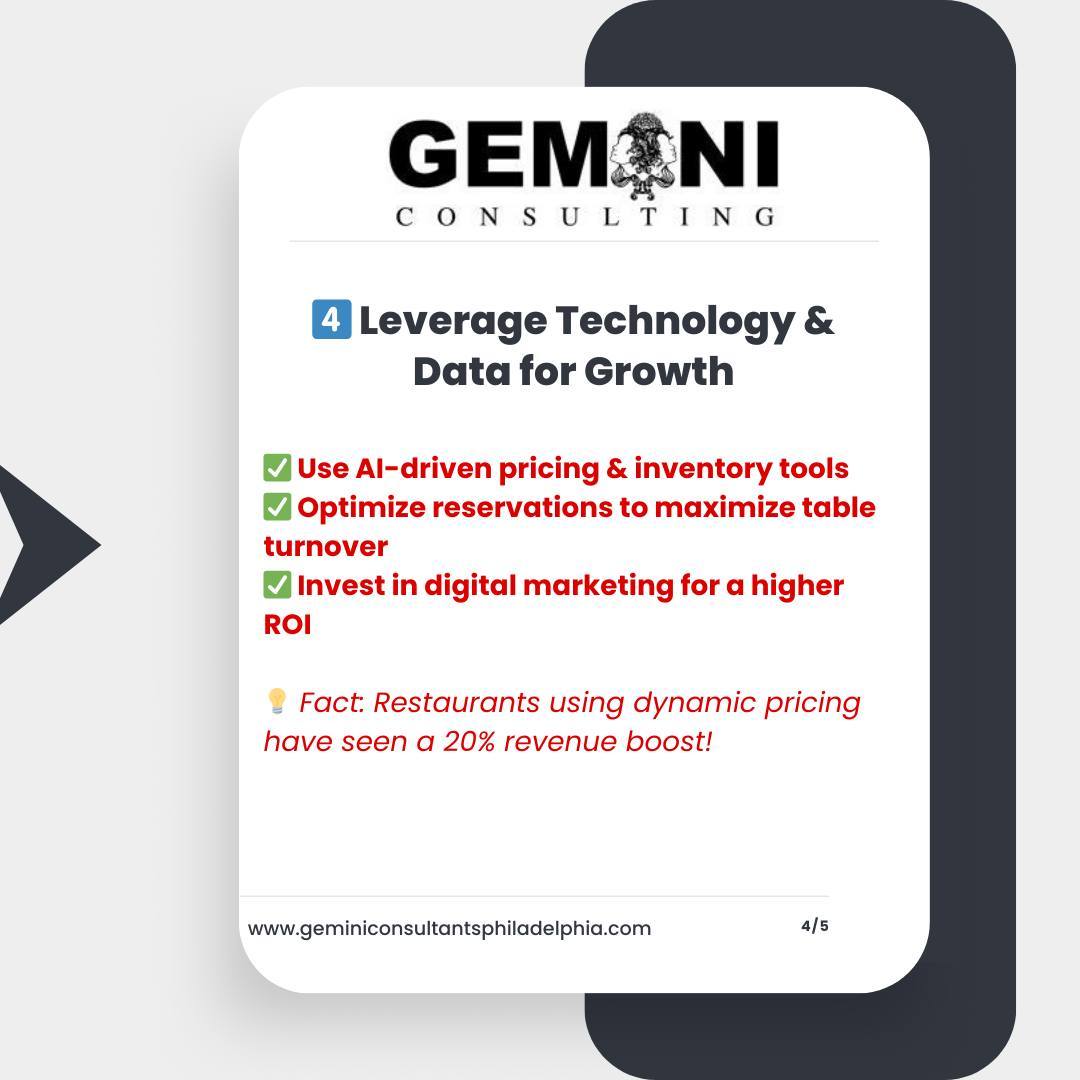 GEMINI
CONSULTING
4️⃣ Leverage Technology &
Data for Growth
✅ Use AI-driven pricing & inventory tools
✅ Optimize reservations to maximize table
turnover
✅ Invest in digital marketing for a higher
ROI
💡 Fact: Restaurants using dynamic pricing
have seen a 20% revenue boost!
www.geminiconsultantsphiladelphia.com 4/5